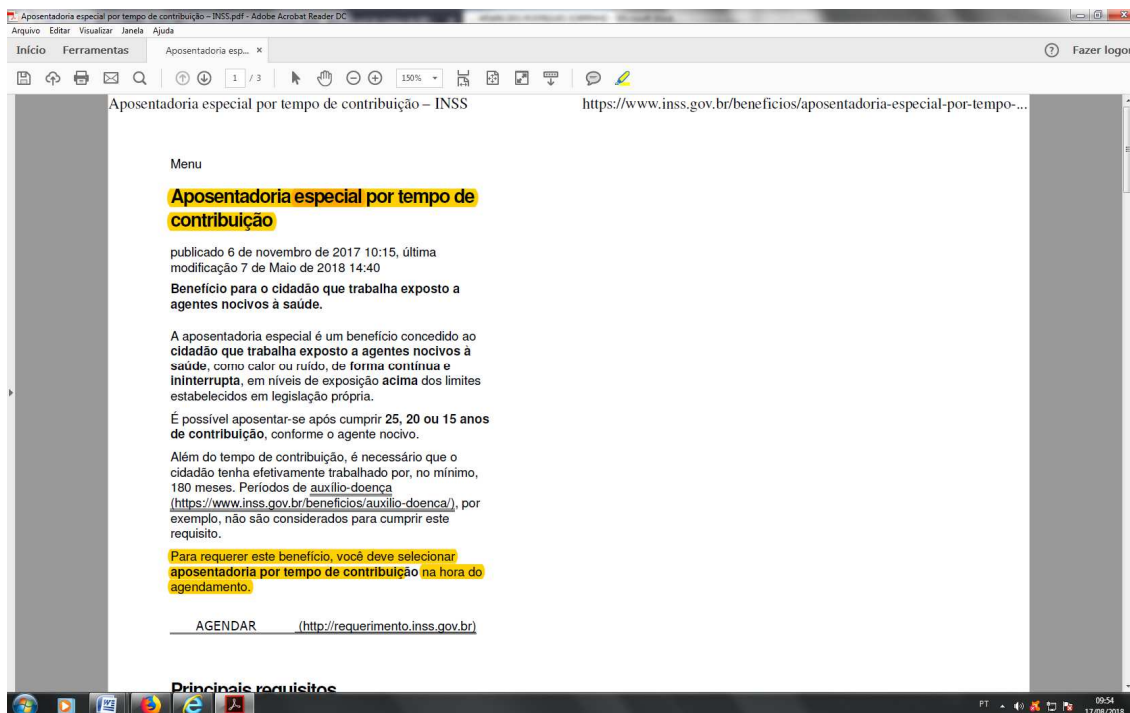 Aposentadoria especial por tempo de contribuição – INSS.pdf - Adobe Acrobat Reader DC
Arquivo Editar Visualizar Janela Ajuda
Início Ferramentas Aposentadoria esp... × Fazer logon
1 / 3 150%
Aposentadoria especial por tempo de contribuição – INSS https://www.inss.gov.br/beneficios/aposentadoria-especial-por-tempo-...
Menu
Aposentadoria especial por tempo de
contribuição
publicado 6 de novembro de 2017 10:15, última
modificação 7 de Maio de 2018 14:40
Benefício para o cidadão que trabalha exposto a
agentes nocivos à saúde.
A aposentadoria especial é um benefício concedido ao
cidadão que trabalha exposto a agentes nocivos à
saúde, como calor ou ruído, de forma contínua e
ininterrupta, em níveis de exposição acima dos limites
estabelecidos em legislação própria.
É possível aposentar-se após cumprir 25, 20 ou 15 anos
de contribuição, conforme o agente nocivo.
Além do tempo de contribuição, é necessário que o
cidadão tenha efetivamente trabalhado por, no mínimo,
180 meses. Períodos de auxílio-doença
(https://www.inss.gov.br/beneficios/auxilio-doenca/), por
exemplo, não são considerados para cumprir este
requisito.
Para requerer este benefício, você deve selecionar
aposentadoria por tempo de contribuição na hora do
agendamento.
AGENDAR (http://requerimento.inss.gov.br)
Principais requisitos
PT 09:54
17/08/2018